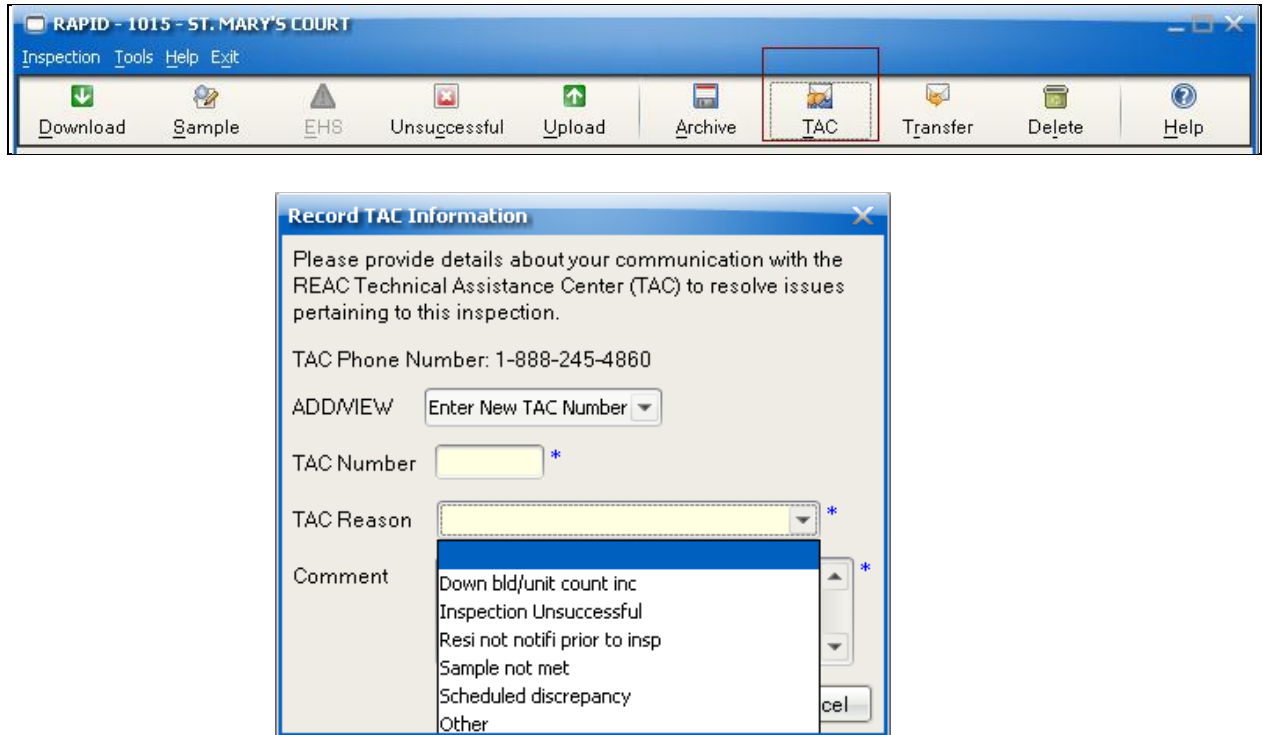 RAPID - 1015 - ST. MARY'S COURT
Inspection Tools Help Exit
Download Sample EHS Unsuccessful Upload Archive TAC Transfer Delete Help
Record TAC Information
Please provide details about your communication with the
REAC Technical Assistance Center (TAC) to resolve issues
pertaining to this inspection.
TAC Phone Number: 1-888-245-4860
ADD/VIEW Enter New TAC Number
TAC Number *
TAC Reason *
Comment *
Down bld/unit count inc
Inspection Unsuccessful
Resi not notifi prior to insp
Sample not met
Scheduled discrepancy
cel
Other